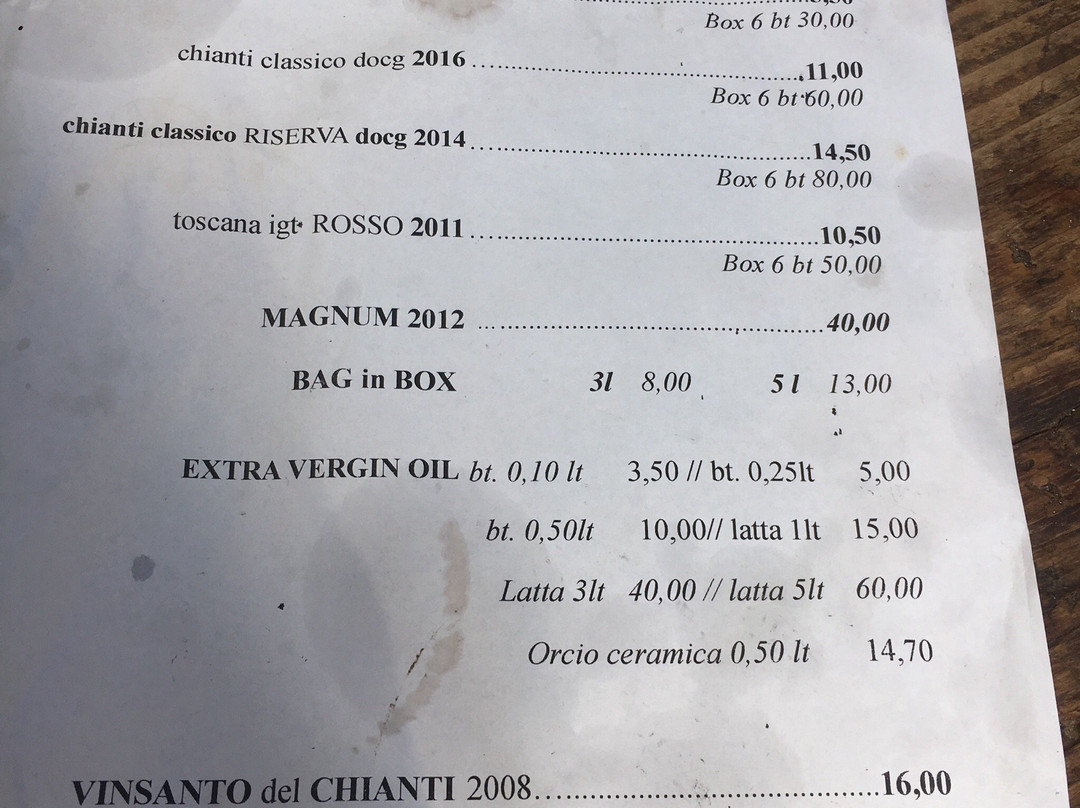 Box 6 bt 30,00
chianti classico docg 2016 11,00
Box 6 bt 60,00
chianti classico RISERVA docg 2014 14,50
Box 6 bt 80,00
toscana igt ROSSO 2011 10,50
Box 6 bt 50,00
MAGNUM 2012 40,00
BAG in BOX 3l 8,00 5 l 13,00
EXTRA VERGIN OIL bt. 0,10 lt 3,50 // bt. 0,25lt 5,00
bt. 0,50lt 10,00// latta 1lt 15,00
Latta 3lt 40,00 // latta 5lt 60,00
Orcio ceramica 0,50 lt 14,70
VINSANTO del CHIANTI 2008 16,00